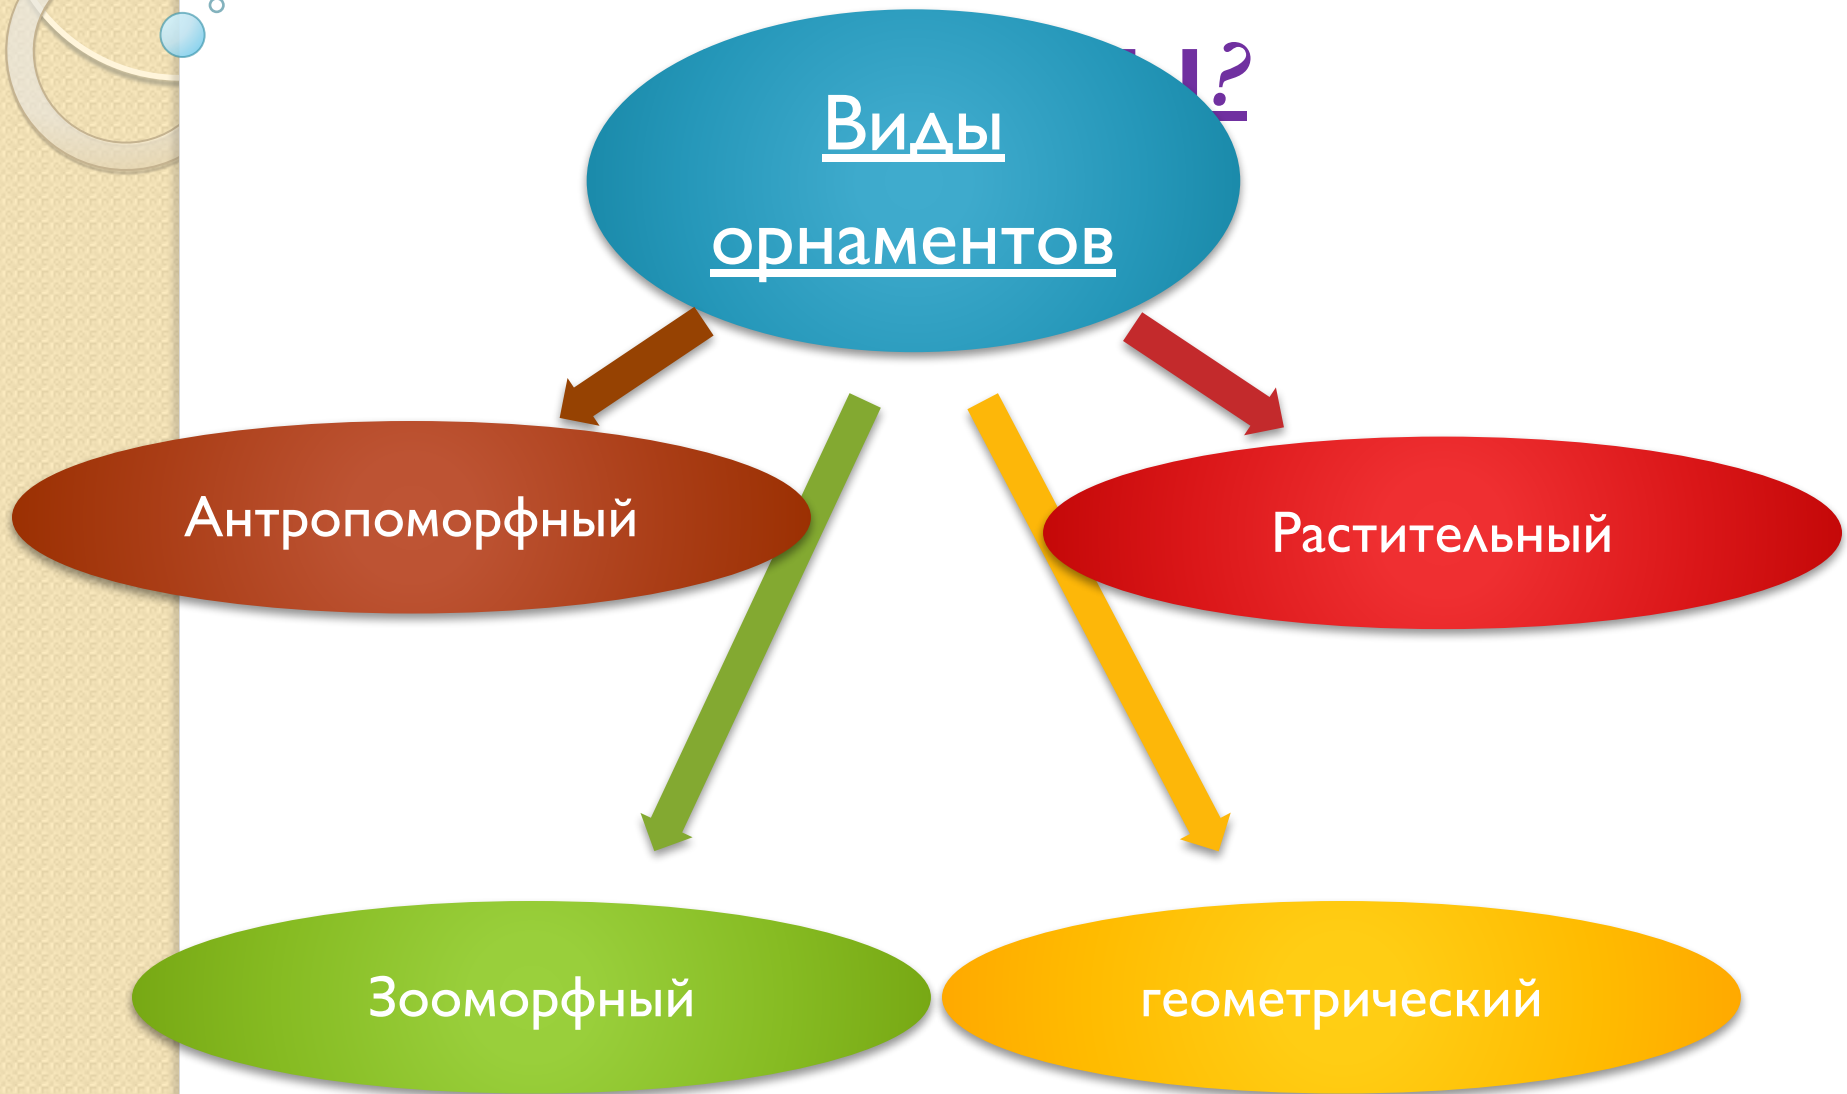 Виды
орнаментов
Антропоморфный
Растительный
Зооморфный
геометрический